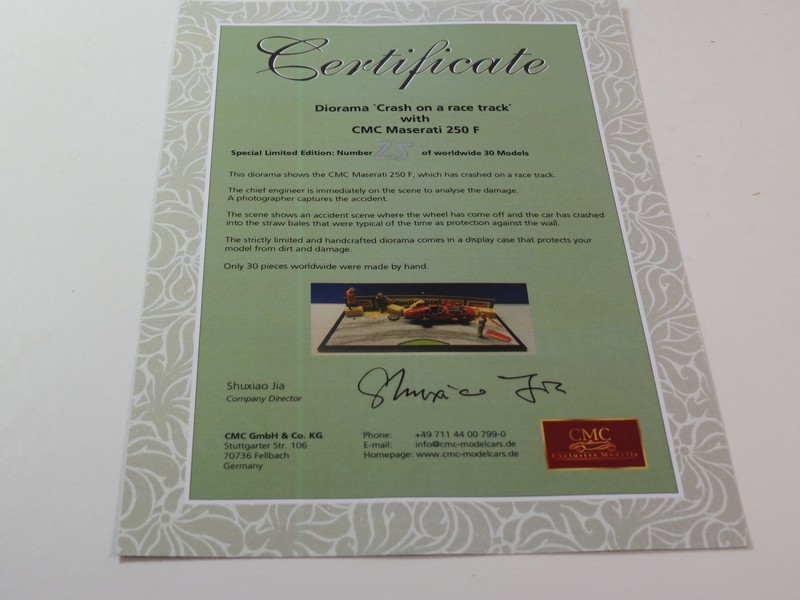 Certificate
Diorama `Crash on a race track´
with
CMC Maserati 250 F
Special Limited Edition: Number 25 of worldwide 30 Models
This diorama shows the CMC Maserati 250 F, which has crashed on a race track.
The chief engineer is immediately on the scene to analyse the damage.
A photographer captures the accident.
The scene shows an accident scene where the wheel has come off and the car has crashed
into the straw bales that were typical of the time as protection against the wall.
The strictly limited and handcrafted diorama comes in a display case that protects your
model from dirt and damage.
Only 30 pieces worldwide were made by hand.
Shuxiao Jia
Shuxiao Jia
Company Director
CMC GmbH & Co. KG
Stuttgarter Str. 106
70736 Fellbach
Germany
Phone: +49 711 44 00 799-0
E-mail: info@cmc-modelcars.de
Homepage: www.cmc-modelcars.de
CMC
Exclusive Modelle